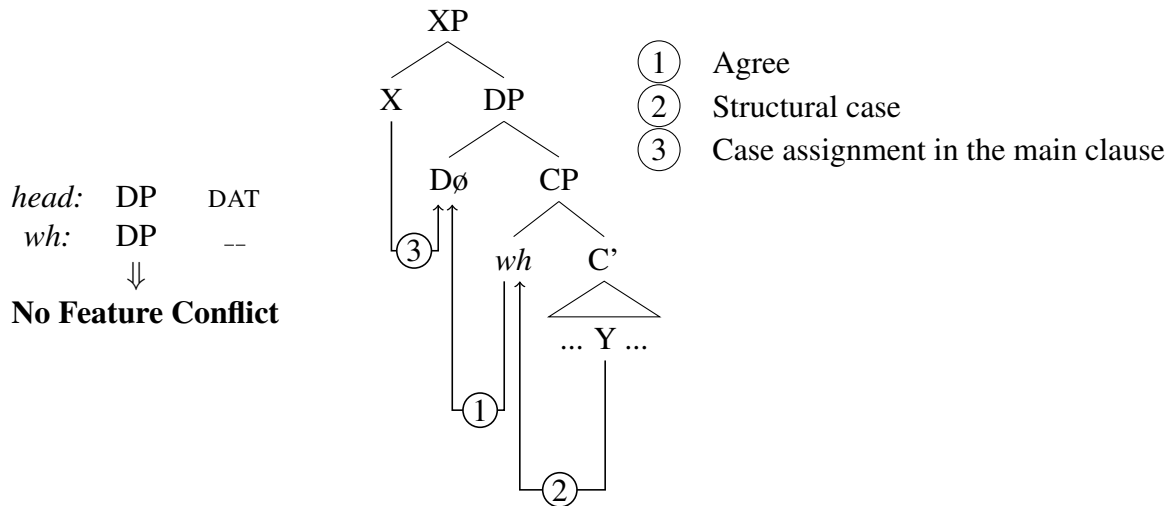 XP
X DP
Dø CP
wh C’
... Y ...
3
1
2
head: DP DAT
wh: DP __
⇓
No Feature Conflict
1 Agree
2 Structural case
3 Case assignment in the main clause